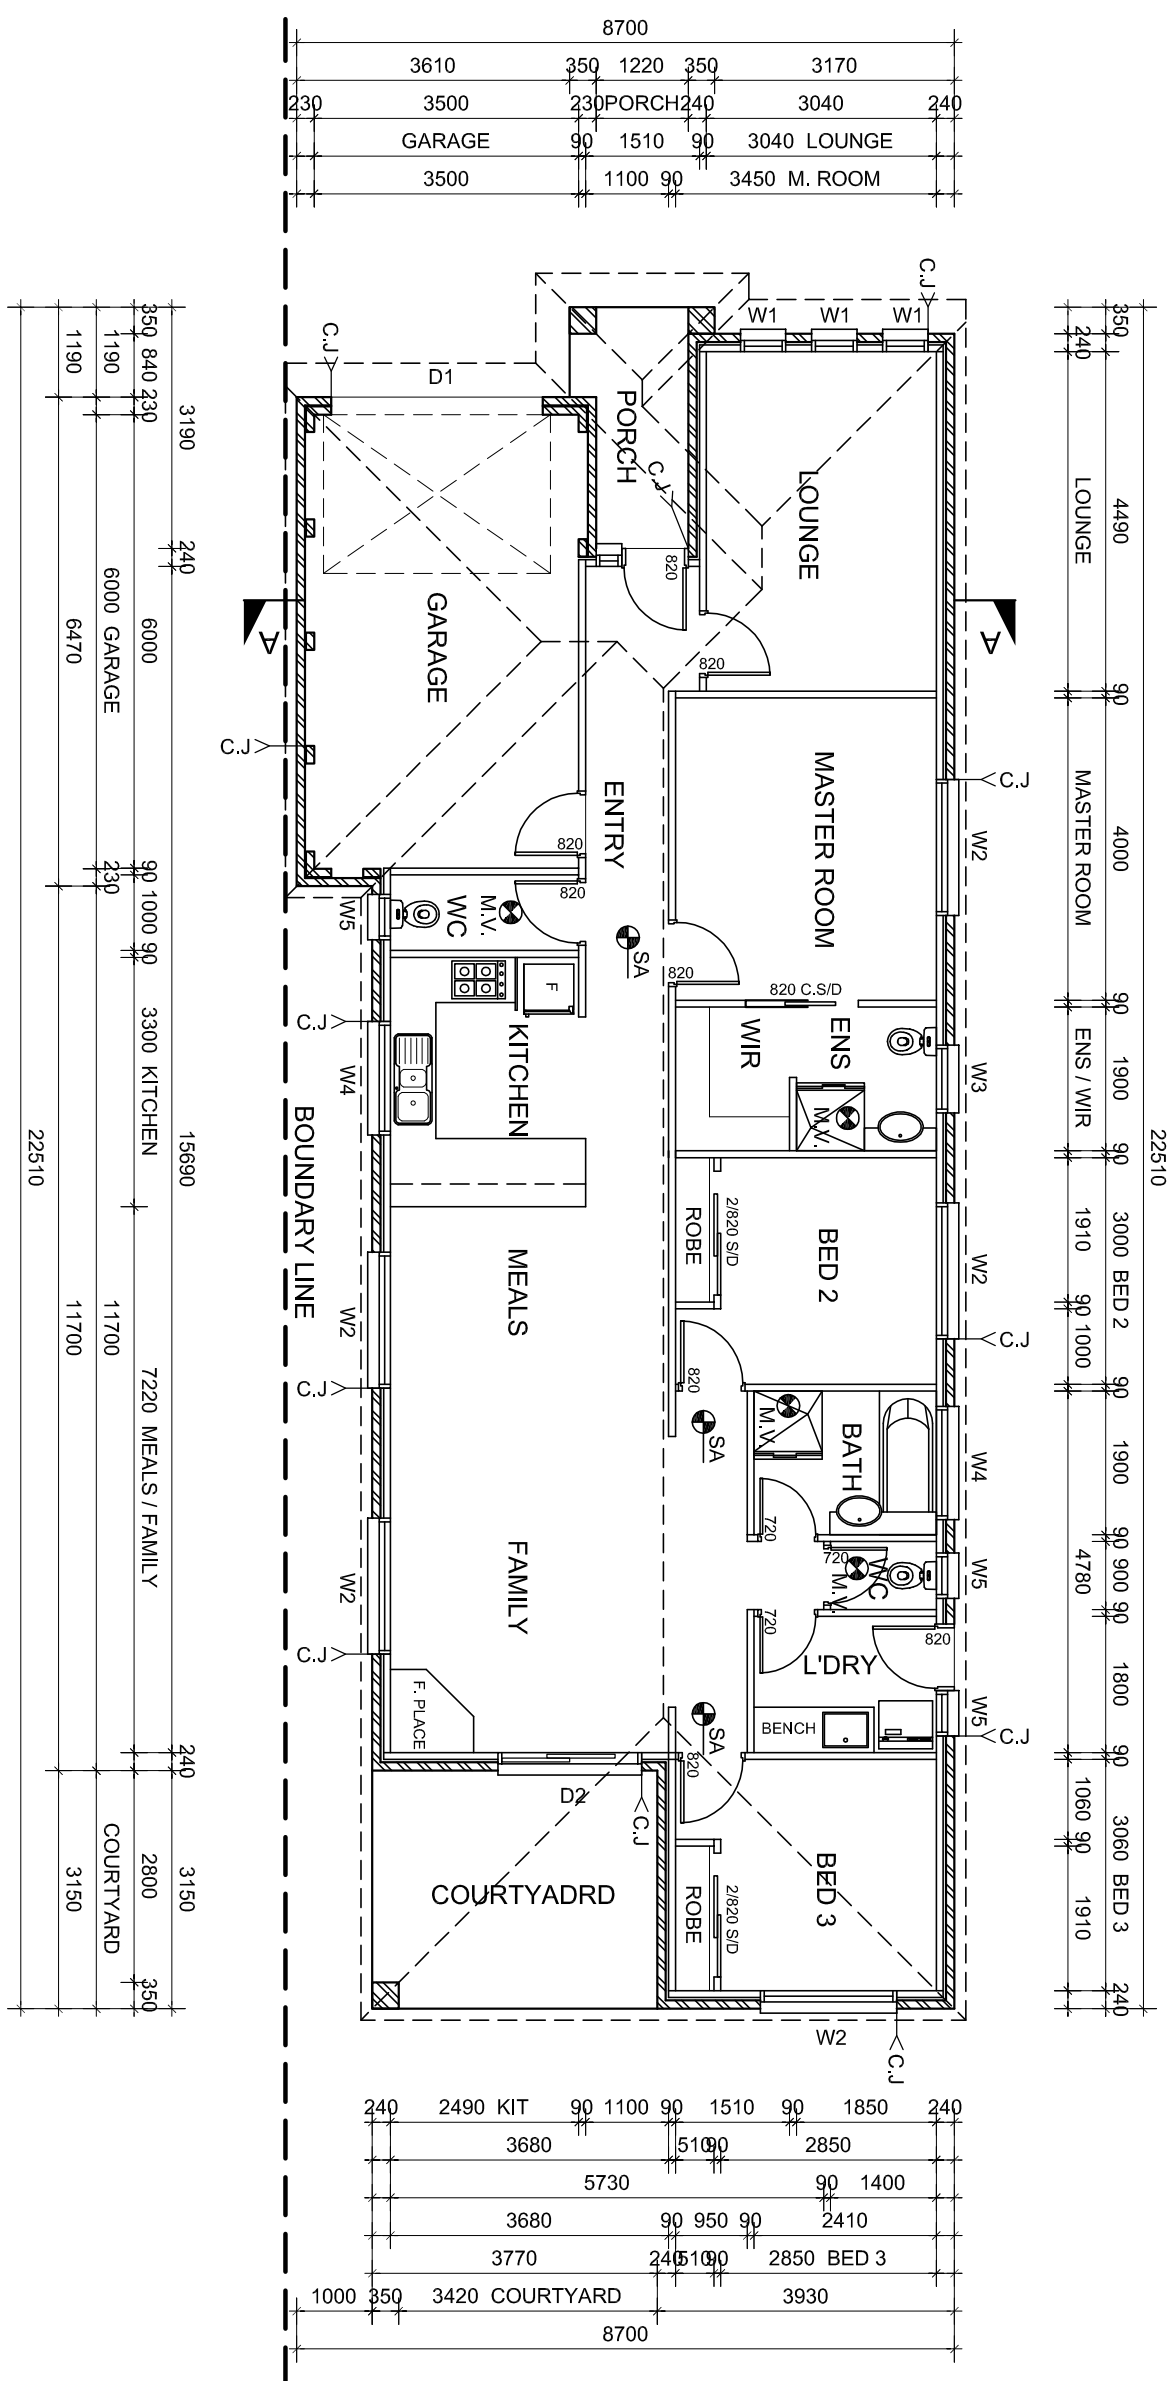 8700
3610 350 1220 350 3170
230 3500 230 PORCH 240 3040 240
GARAGE 90 1510 90 3040 LOUNGE
3500 1100 90 3450 M. ROOM
C.J
W1 W1 W1
C.J
D1
PORCH
C.J
LOUNGE
820
820
GARAGE
A
A
C.J
ENTRY
820
820
MASTER ROOM
C.J
W2
W5
WC
M.V.
SA
820
820 C.S/D
WIR
ENS
M.V.
W3
F
KITCHEN
C.J
W4
BOUNDARY LINE
MEALS
W2
C.J
ROBE
2/820 S/D
BED 2
W2
C.J
820
SA
M.V.
BATH
W4
720
720
WC
M.V.
W5
FAMILY
W2
C.J
720
L'DRY
820
BENCH
W5
C.J
F. PLACE
SA
820
D2
C.J
COURTYADRD
BED 3
ROBE
2/820 S/D
W2
C.J
22510
350 4490 90 4000 90 1900 90 3000 BED 2 90 1900 90 900 90 1800 90 3060 BED 3 240
240 LOUNGE MASTER ROOM ENS / WIR 1910 90 1000 4780 1060 90 1910
3190 240 6000 15690 240 3150
350 840 230 6000 90 1000 90 3300 KITCHEN 7220 MEALS / FAMILY 2800 350
1190 6000 GARAGE 230 11700 COURTYARD
1190 6470 11700 3150
22510
240 2490 KIT 90 1100 90 1510 90 1850 240
3680 510 90 2850
5730 90 1400
3680 90 950 90 2410
3770 240 510 90 2850 BED 3
1000 350 3420 COURTYARD 3930
8700